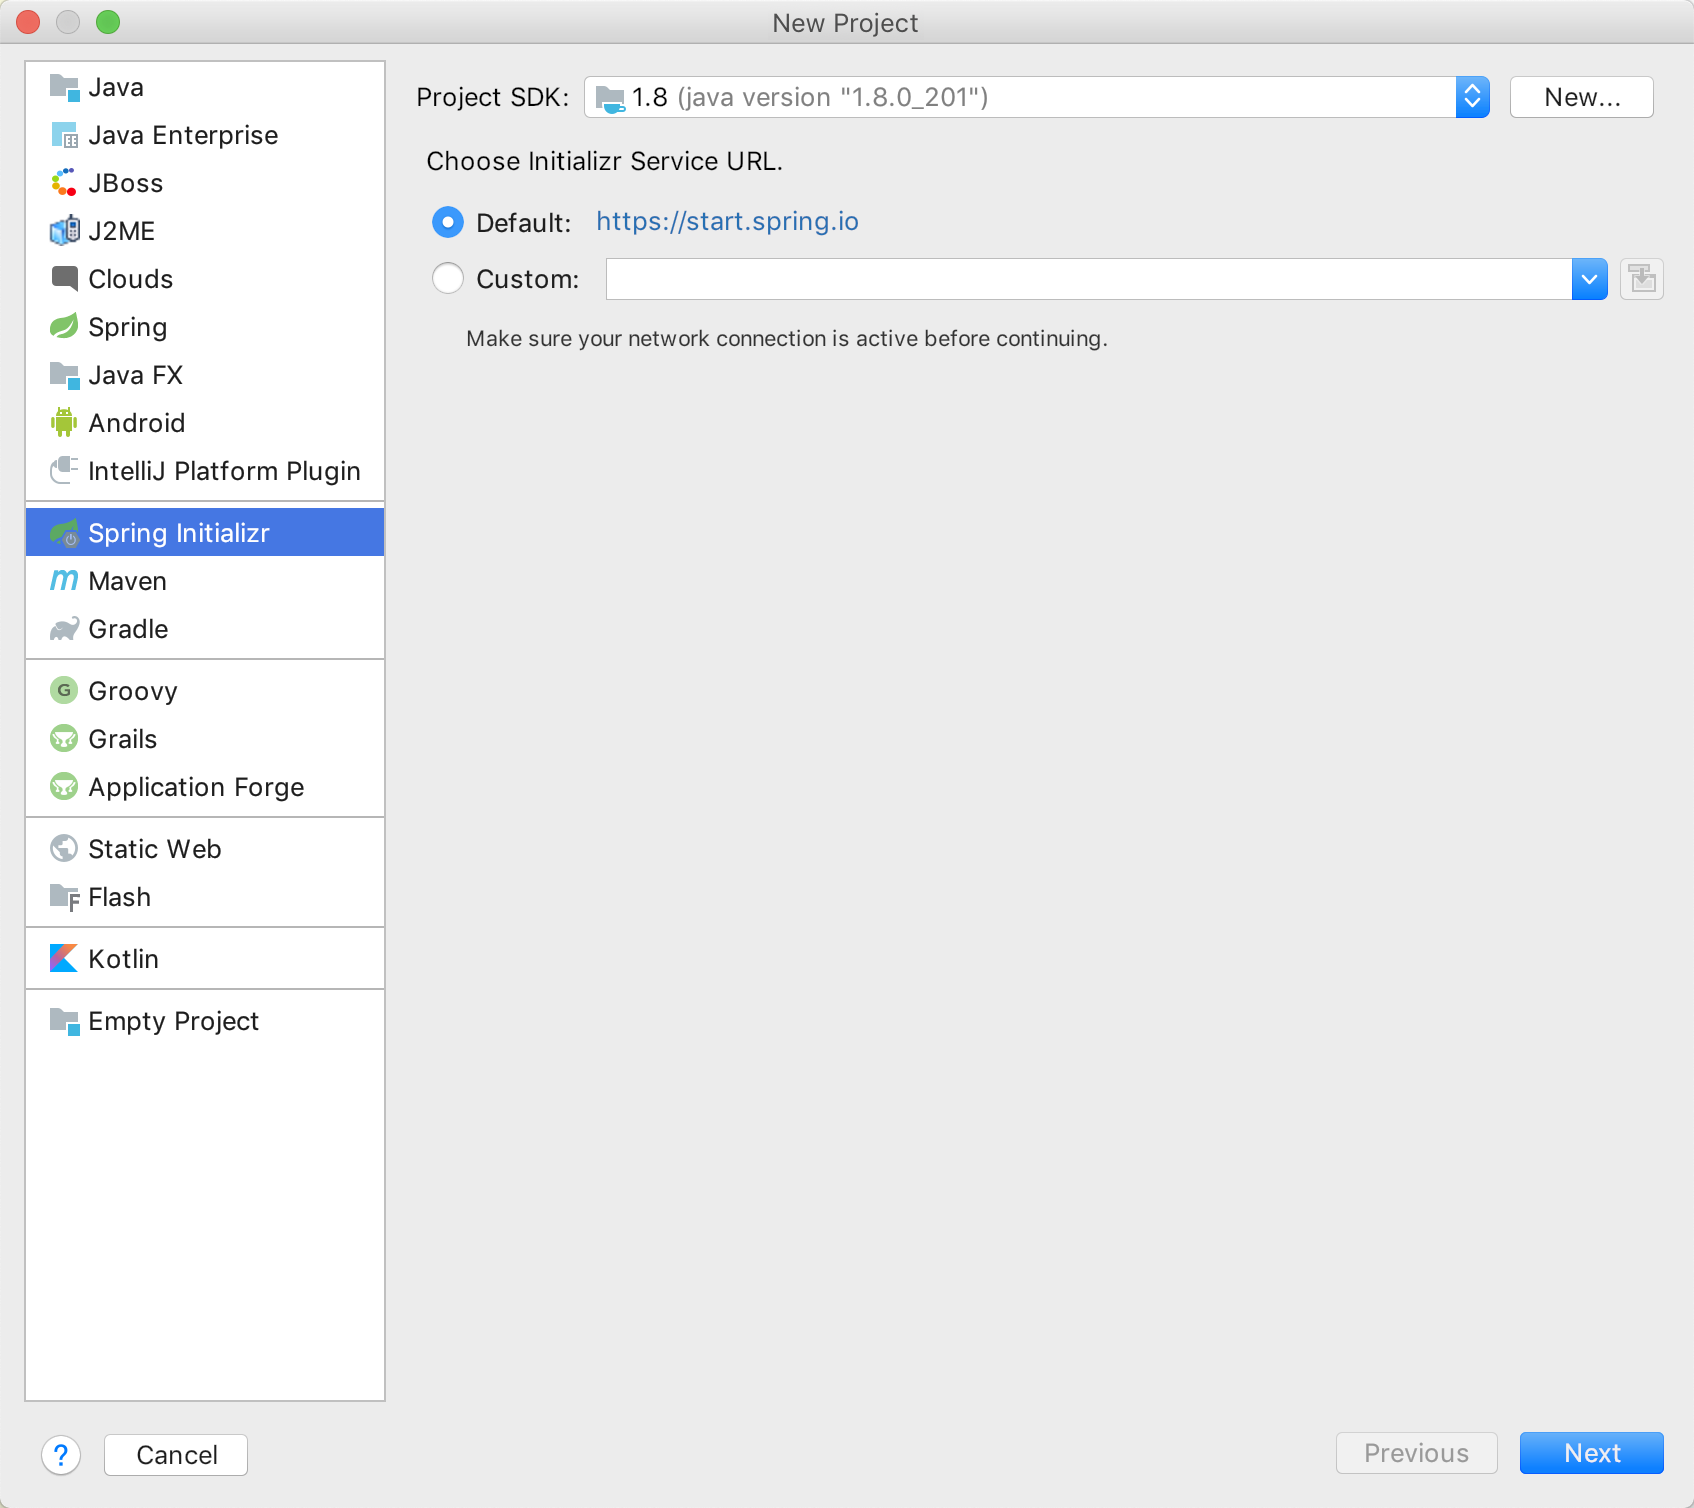 New Project
Java
Java Enterprise
JBoss
J2ME
Clouds
Spring
Java FX
Android
IntelliJ Platform Plugin
Spring Initializr
Maven
Gradle
Groovy
Grails
Application Forge
Static Web
Flash
Kotlin
Empty Project
Project SDK: 1.8 (java version "1.8.0_201") New...
Choose Initializr Service URL.
Default: https://start.spring.io
Custom:
Make sure your network connection is active before continuing.
? Cancel Previous Next